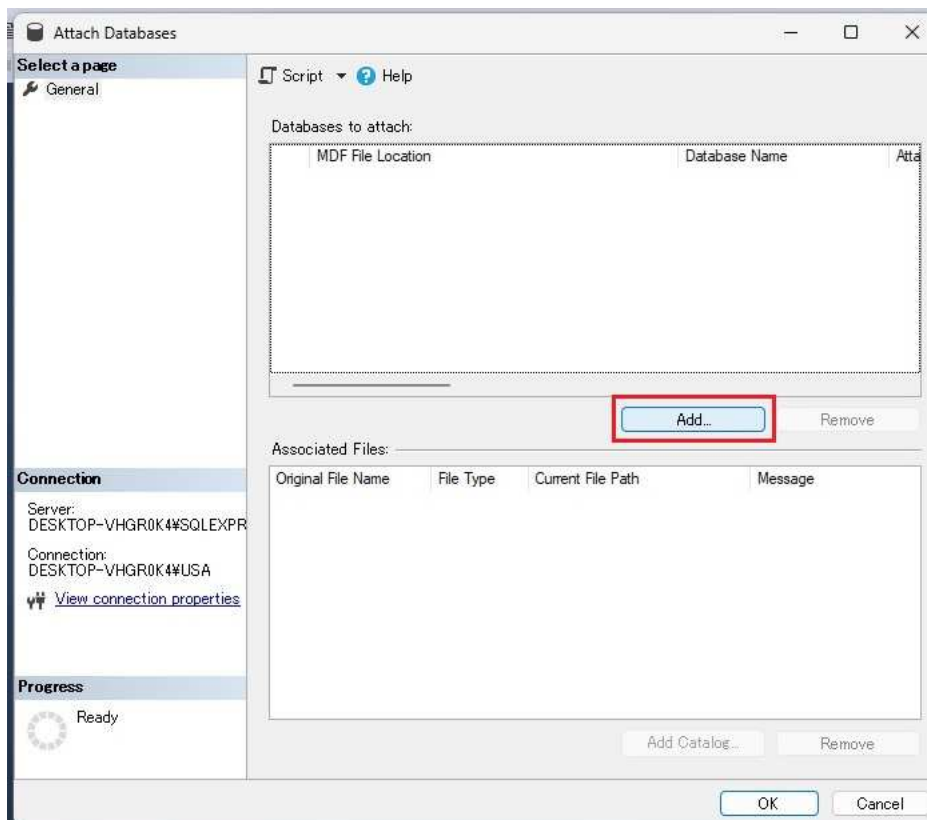 Attach Databases
Select a page
General
Script
Help
Databases to attach:
MDF File Location Database Name Atta
Add...
Remove
Associated Files:
Original File Name File Type Current File Path Message
Connection
Server:
DESKTOP-VHGR0K4¥SQLEXPR
Connection:
DESKTOP-VHGR0K4¥USA
View connection properties
Progress
Ready
Add Catalog...
Remove
OK
Cancel